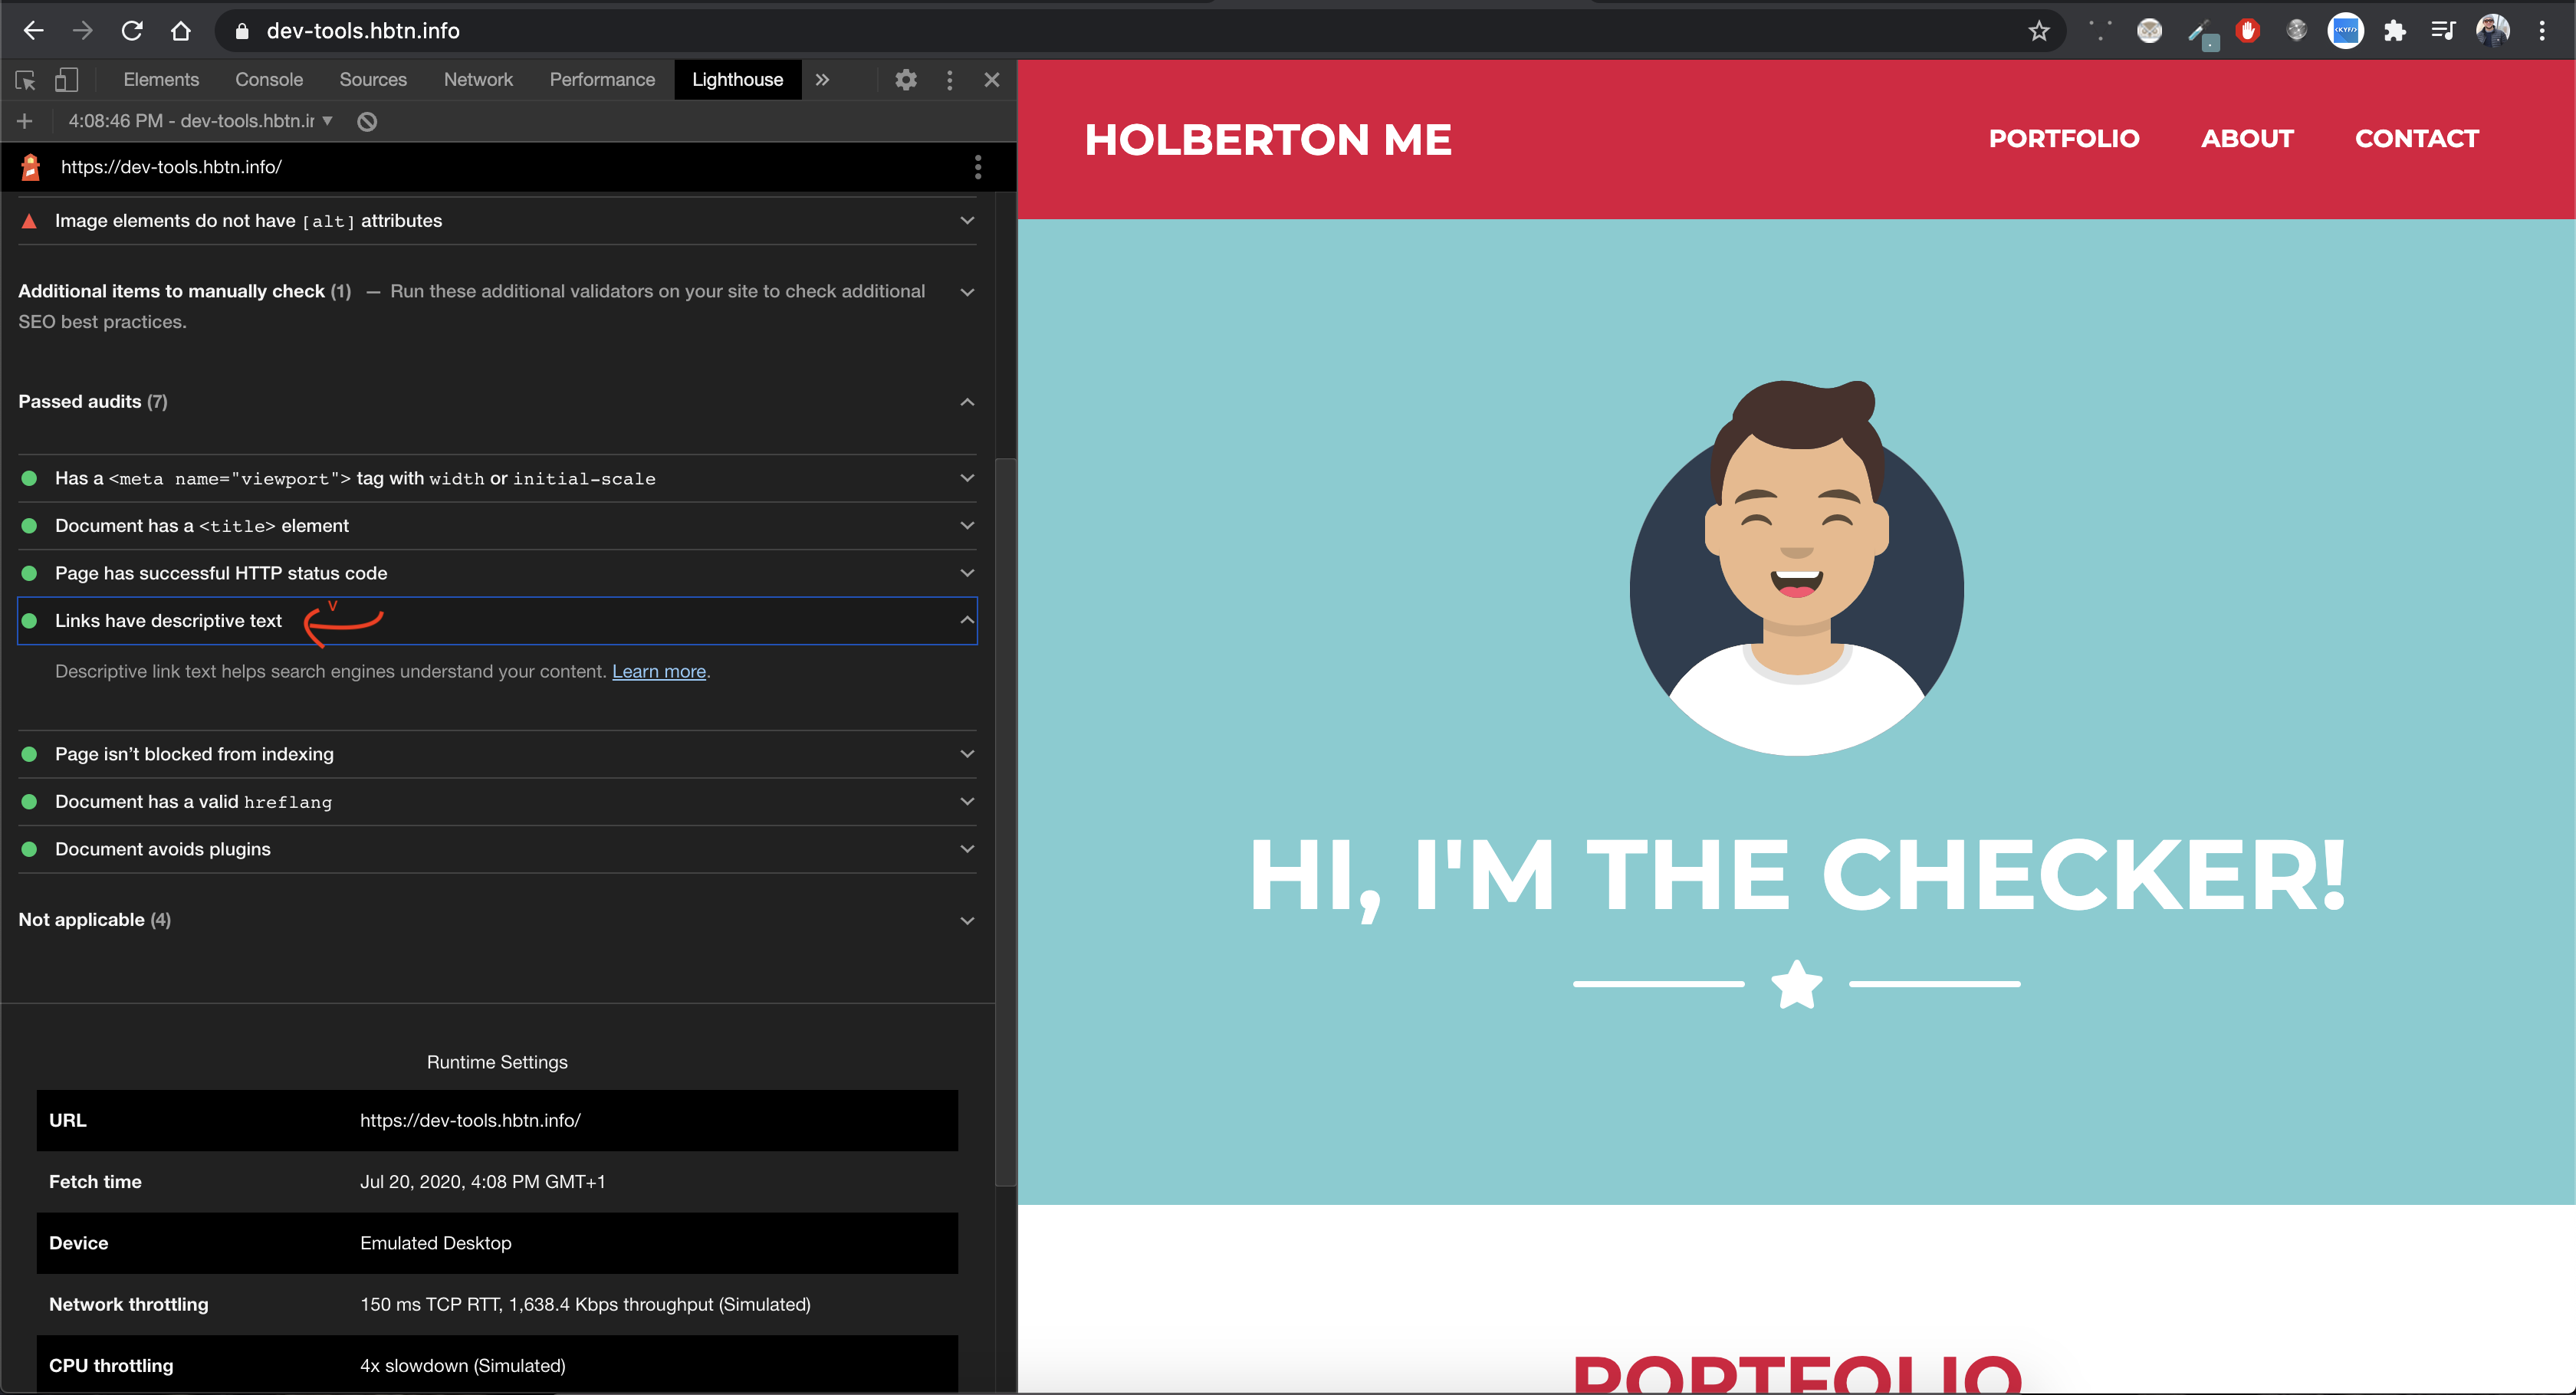 dev-tools.hbtn.info
Elements Console Sources Network Performance Lighthouse »
4:08:46 PM - dev-tools.hbtn.ir
https://dev-tools.hbtn.info/
Image elements do not have [alt] attributes
Additional items to manually check (1) — Run these additional validators on your site to check additional
SEO best practices.
Passed audits (7)
Has a <meta name="viewport"> tag with width or initial-scale
Document has a <title> element
Page has successful HTTP status code
Links have descriptive text
v
Descriptive link text helps search engines understand your content. Learn more.
Page isn’t blocked from indexing
Document has a valid hreflang
Document avoids plugins
Not applicable (4)
Runtime Settings
URL https://dev-tools.hbtn.info/
Fetch time Jul 20, 2020, 4:08 PM GMT+1
Device Emulated Desktop
Network throttling 150 ms TCP RTT, 1,638.4 Kbps throughput (Simulated)
CPU throttling 4x slowdown (Simulated)
HOLBERTON ME
PORTFOLIO ABOUT CONTACT
HI, I'M THE CHECKER!
PORTFOLIO